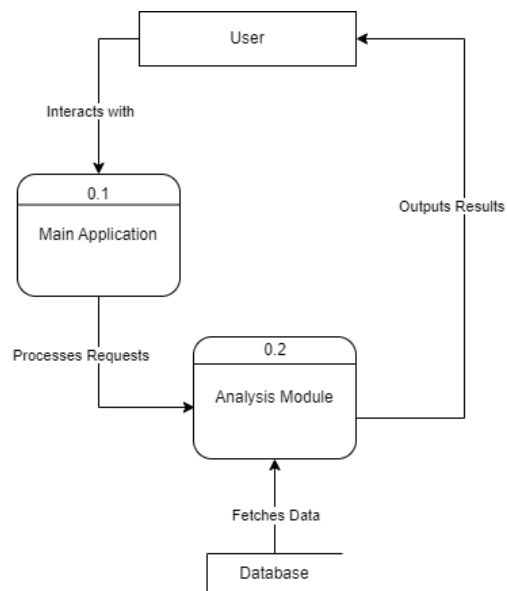 User
Interacts with
0.1
Main Application
Outputs Results
Processes Requests
0.2
Analysis Module
Fetches Data
Database